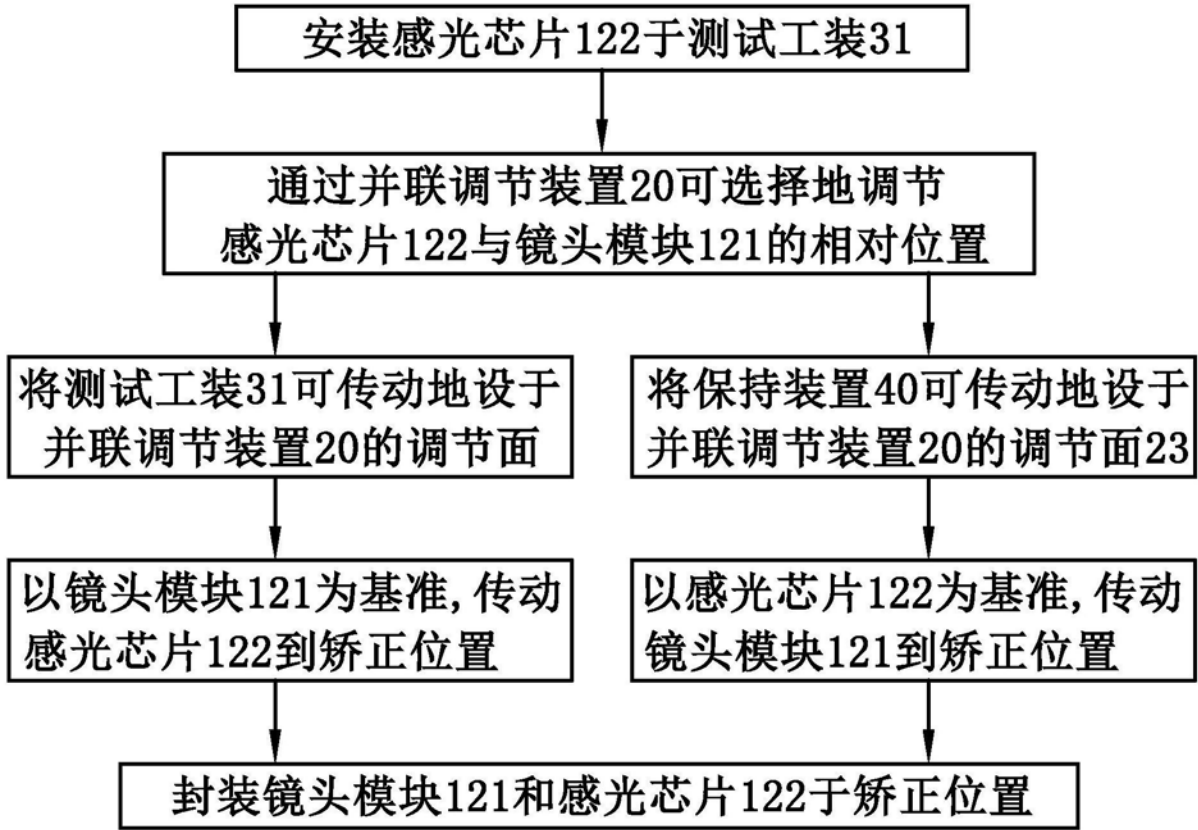 安装感光芯片122于测试工装31
通过并联调节装置20可选择地调节
感光芯片122与镜头模块121的相对位置
将测试工装31可传动地设于
并联调节装置20的调节面
将保持装置40可传动地设于
并联调节装置20的调节面23
以镜头模块121为基准,传动
感光芯片122到矫正位置
以感光芯片122为基准,传动
镜头模块121到矫正位置
封装镜头模块121和感光芯片122于矫正位置